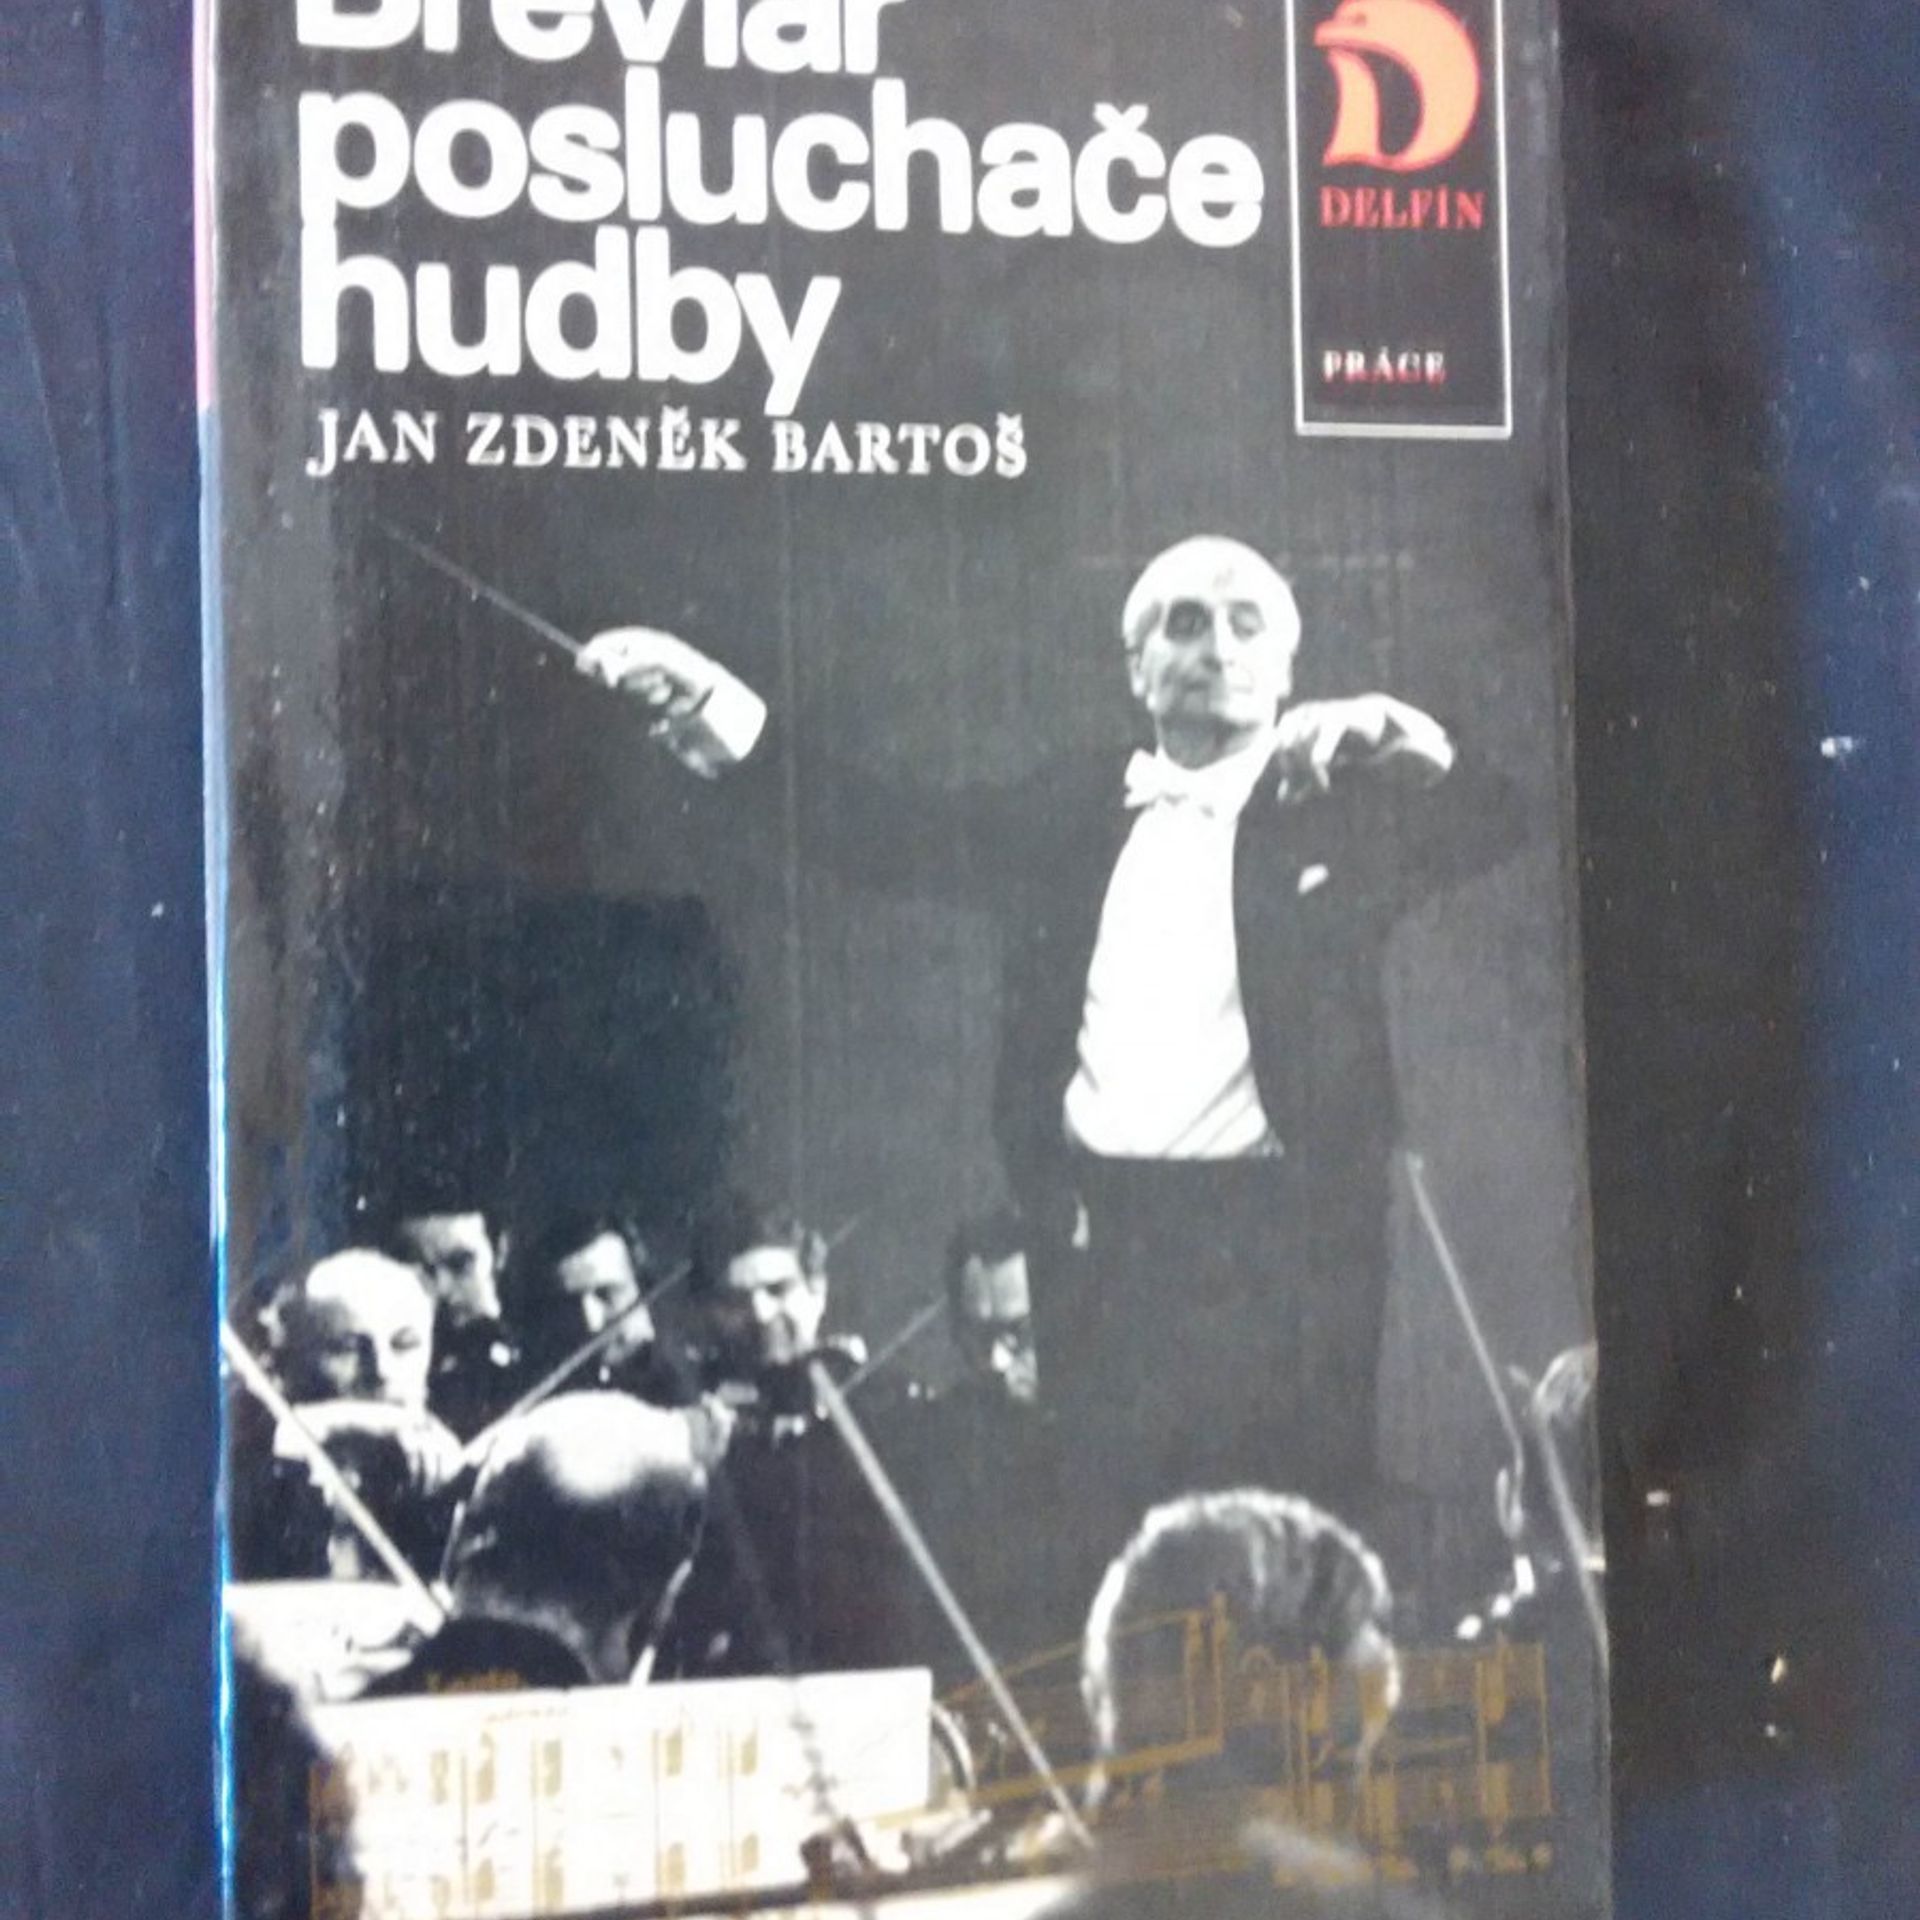 Breviář
posluchače
hudby
JAN ZDENĚK BARTOŠ
DELFÍN
PRÁCE